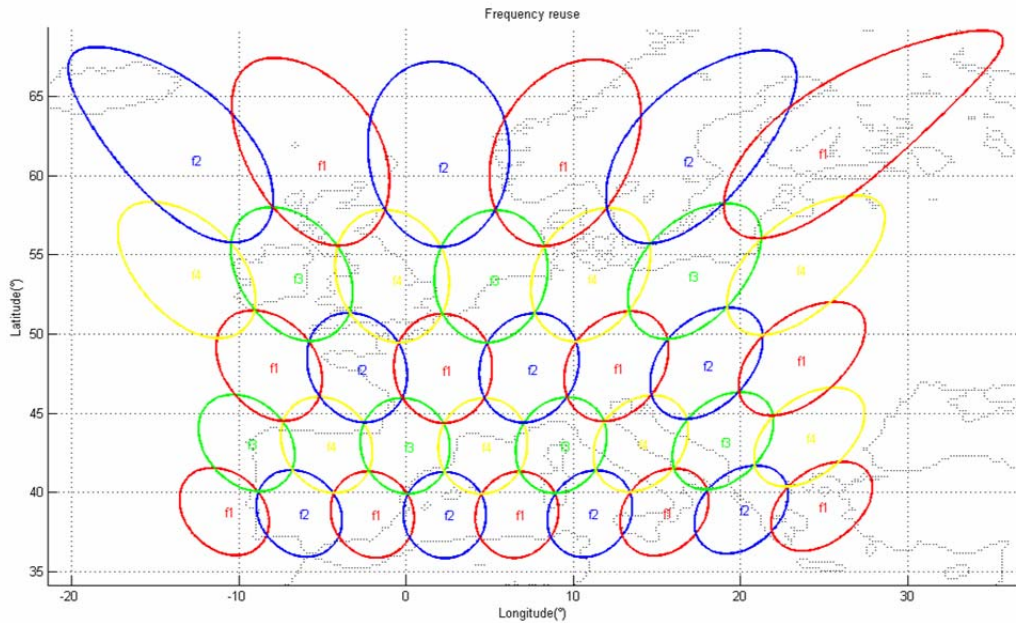 Frequency reuse
Latitude(°)
65
60
55
50
45
40
35
f2 f1 f2 f1 f2 f1
f4 f3 f4 f3 f4 f3 f4
f1 f2 f1 f2 f1 f2 f1
f3 f4 f3 f4 f3 f4 f3 f4
f1 f2 f1 f2 f1 f2 f1 f2 f1
-20 -10 0 10 20 30
Longitude(°)